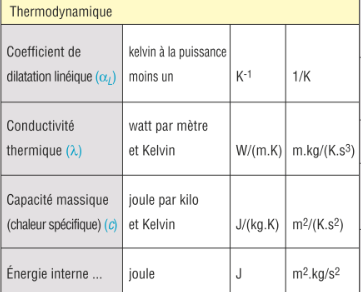 Thermodynamique
Coefficient de kelvin à la puissance
dilatation linéique (αL) moins un K⁻¹ 1/K
Conductivité watt par mètre
thermique (λ) et Kelvin W/(m.K) m.kg/(K.s³)
Capacité massique joule par kilo
(chaleur spécifique) (c) et Kelvin J/(kg.K) m²/(K.s²)
Énergie interne ... joule J m².kg/s²